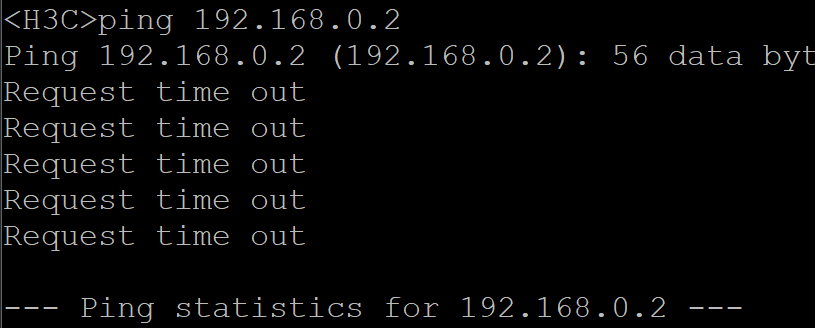 <H3C>ping 192.168.0.2
Ping 192.168.0.2 (192.168.0.2): 56 data byt
Request time out
Request time out
Request time out
Request time out
Request time out
--- Ping statistics for 192.168.0.2 ---